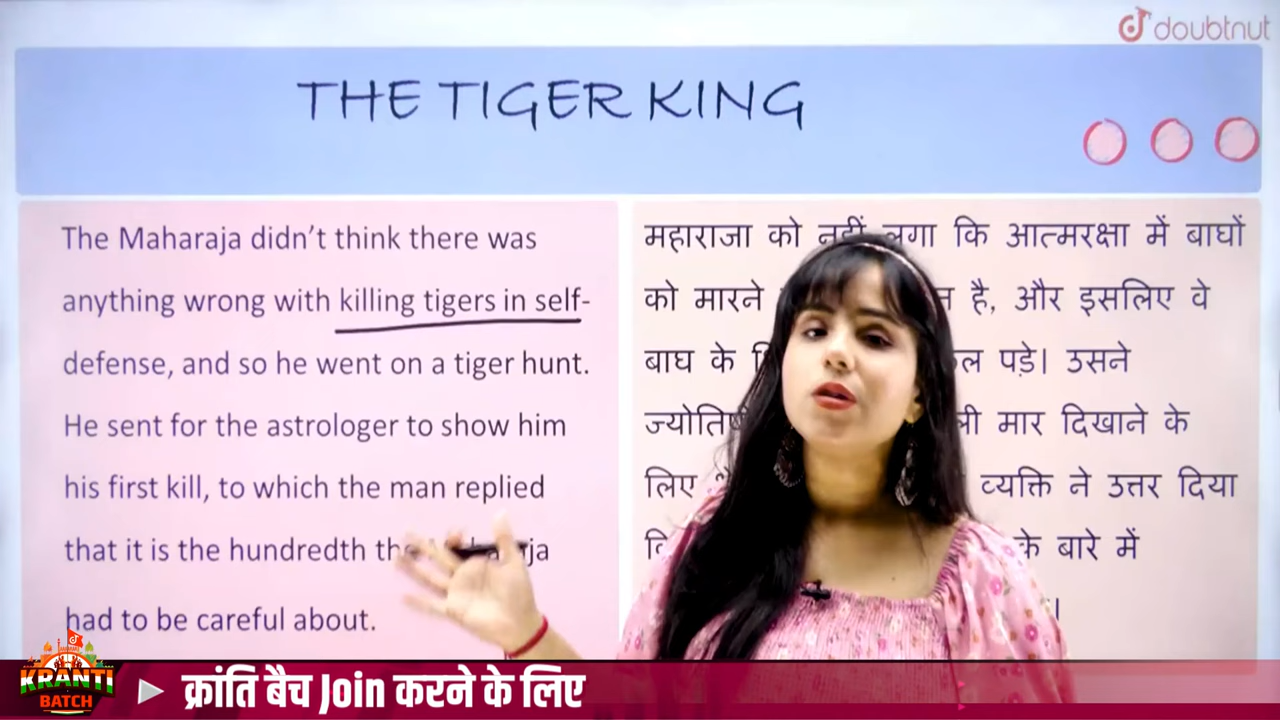 doubtnut
THE TIGER KING
The Maharaja didn't think there was
anything wrong with killing tigers in self-
defense, and so he went on a tiger hunt.
He sent for the astrologer to show him
his first kill, to which the man replied
that it is the hundredth
had to be careful about.
महाराजा को नहीं लगा कि आत्मरक्षा में बाघों
को मारने है, और इसलिए वे
बाघ के पड़े। उसने
मार दिखाने के
लिए व्यक्ति ने उत्तर दिया
के बारे में
KRANTI
BATCH
क्रांति बैच Join करने के लिए